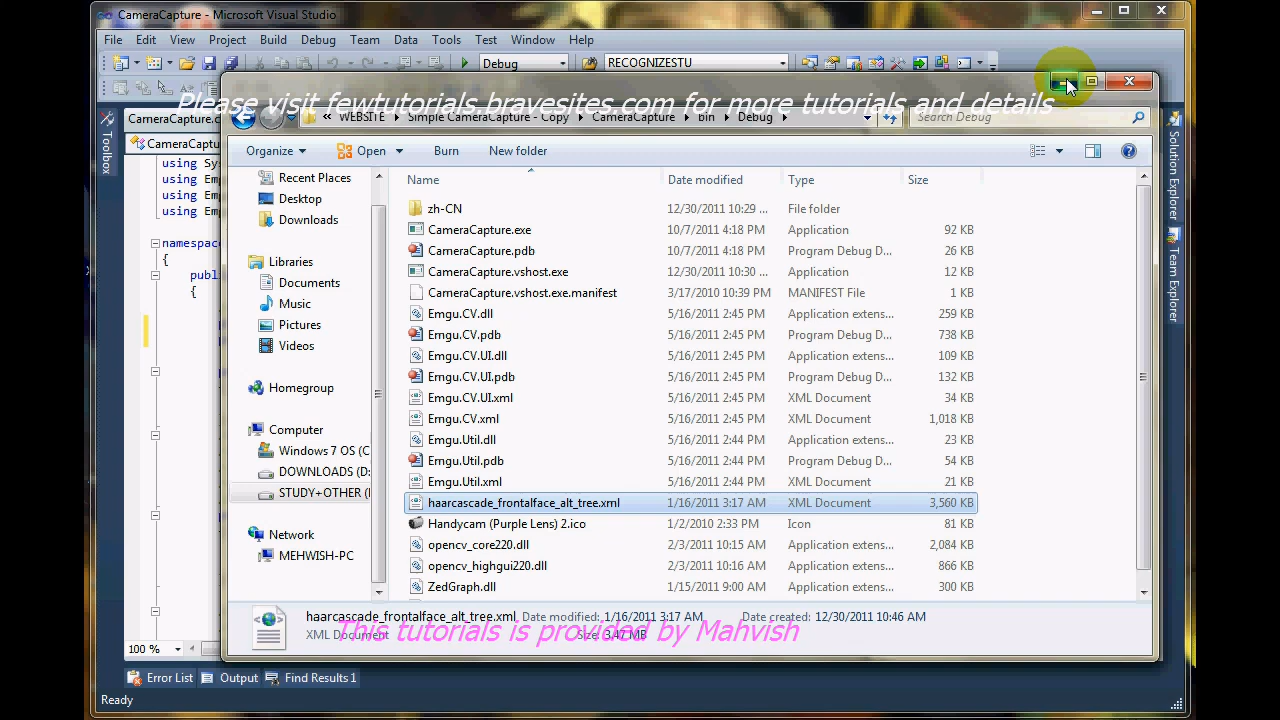 CameraCapture - Microsoft Visual Studio
File Edit View Project Build Debug Team Data Tools Test Window Help
Debug RECOGNIZESTU
Please visit fewtutorials.bravesites.com for more tutorials and details
WEBSITE Simple CameraCapture - Copy CameraCapture bin Debug Search Debug
Organize Open Burn New folder
Name Date modified Type Size
zh-CN 12/30/2011 10:29 ... File folder
CameraCapture.exe 10/7/2011 4:18 PM Application 92 KB
CameraCapture.pdb 10/7/2011 4:18 PM Program Debug D... 26 KB
CameraCapture.vshost.exe 12/30/2011 10:30 ... Application 12 KB
CameraCapture.vshost.exe.manifest 3/17/2010 10:39 PM MANIFEST File 1 KB
Emgu.CV.dll 5/16/2011 2:45 PM Application extens... 259 KB
Emgu.CV.pdb 5/16/2011 2:45 PM Program Debug D... 738 KB
Emgu.CV.UI.dll 5/16/2011 2:45 PM Application extens... 109 KB
Emgu.CV.UI.pdb 5/16/2011 2:45 PM Program Debug D... 132 KB
Emgu.CV.UI.xml 5/16/2011 2:45 PM XML Document 34 KB
Emgu.CV.xml 5/16/2011 2:45 PM XML Document 1,018 KB
Emgu.Util.dll 5/16/2011 2:44 PM Application extens... 23 KB
Emgu.Util.pdb 5/16/2011 2:44 PM Program Debug D... 54 KB
Emgu.Util.xml 5/16/2011 2:44 PM XML Document 21 KB
haarcascade_frontalface_alt_tree.xml 1/16/2011 3:17 AM XML Document 3,560 KB
Handycam (Purple Lens) 2.ico 1/2/2010 2:33 PM Icon 81 KB
opencv_core220.dll 2/3/2011 10:15 AM Application extens... 2,084 KB
opencv_highgui220.dll 2/3/2011 10:16 AM Application extens... 866 KB
ZedGraph.dll 1/15/2011 9:00 AM Application extens... 300 KB
Recent Places
Desktop
Downloads
Libraries
Documents
Music
Pictures
Videos
Homegroup
Computer
Windows 7 OS (C
DOWNLOADS (D:
STUDY+OTHER (
Network
MEHWISH-PC
haarcascade_frontalface_alt_tree.xml Date modified: 1/16/2011 3:17 AM Date created: 12/30/2011 10:46 AM
XML Document Size: 3.47 MB
This tutorials is provided by Mahvish
Toolbox
CameraCapture
CameraCaptu
using Sys
using Em
using Em
using Em
namespace
{
publi
{
100 %
Solution Explorer
Team Explorer
Error List Output Find Results 1
Ready